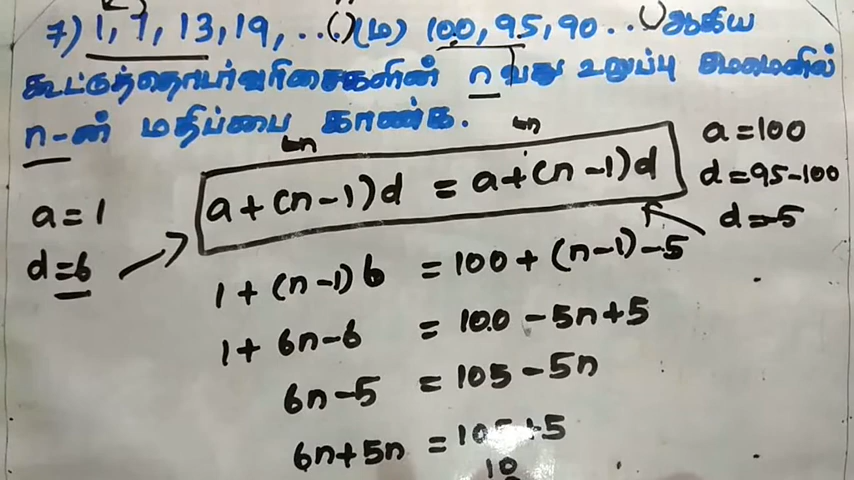 7) 1, 7, 13, 19, ...()(ம) 100, 95, 90 ...() ஆகிய
கூட்டுத்தொடர்வரிசைகளின் n வது உறுப்பு சமமெனில்
n-ன் மதிப்பை காண்க.
tn tn
a = 100
a + (n-1)d = a + (n-1)d
d = 95-100
a = 1
d = -5
d = 6
1 + (n-1) 6 = 100 + (n-1) -5
1 + 6n-6 = 100 - 5n+5
6n-5 = 105 - 5n
6n+5n = 105+5